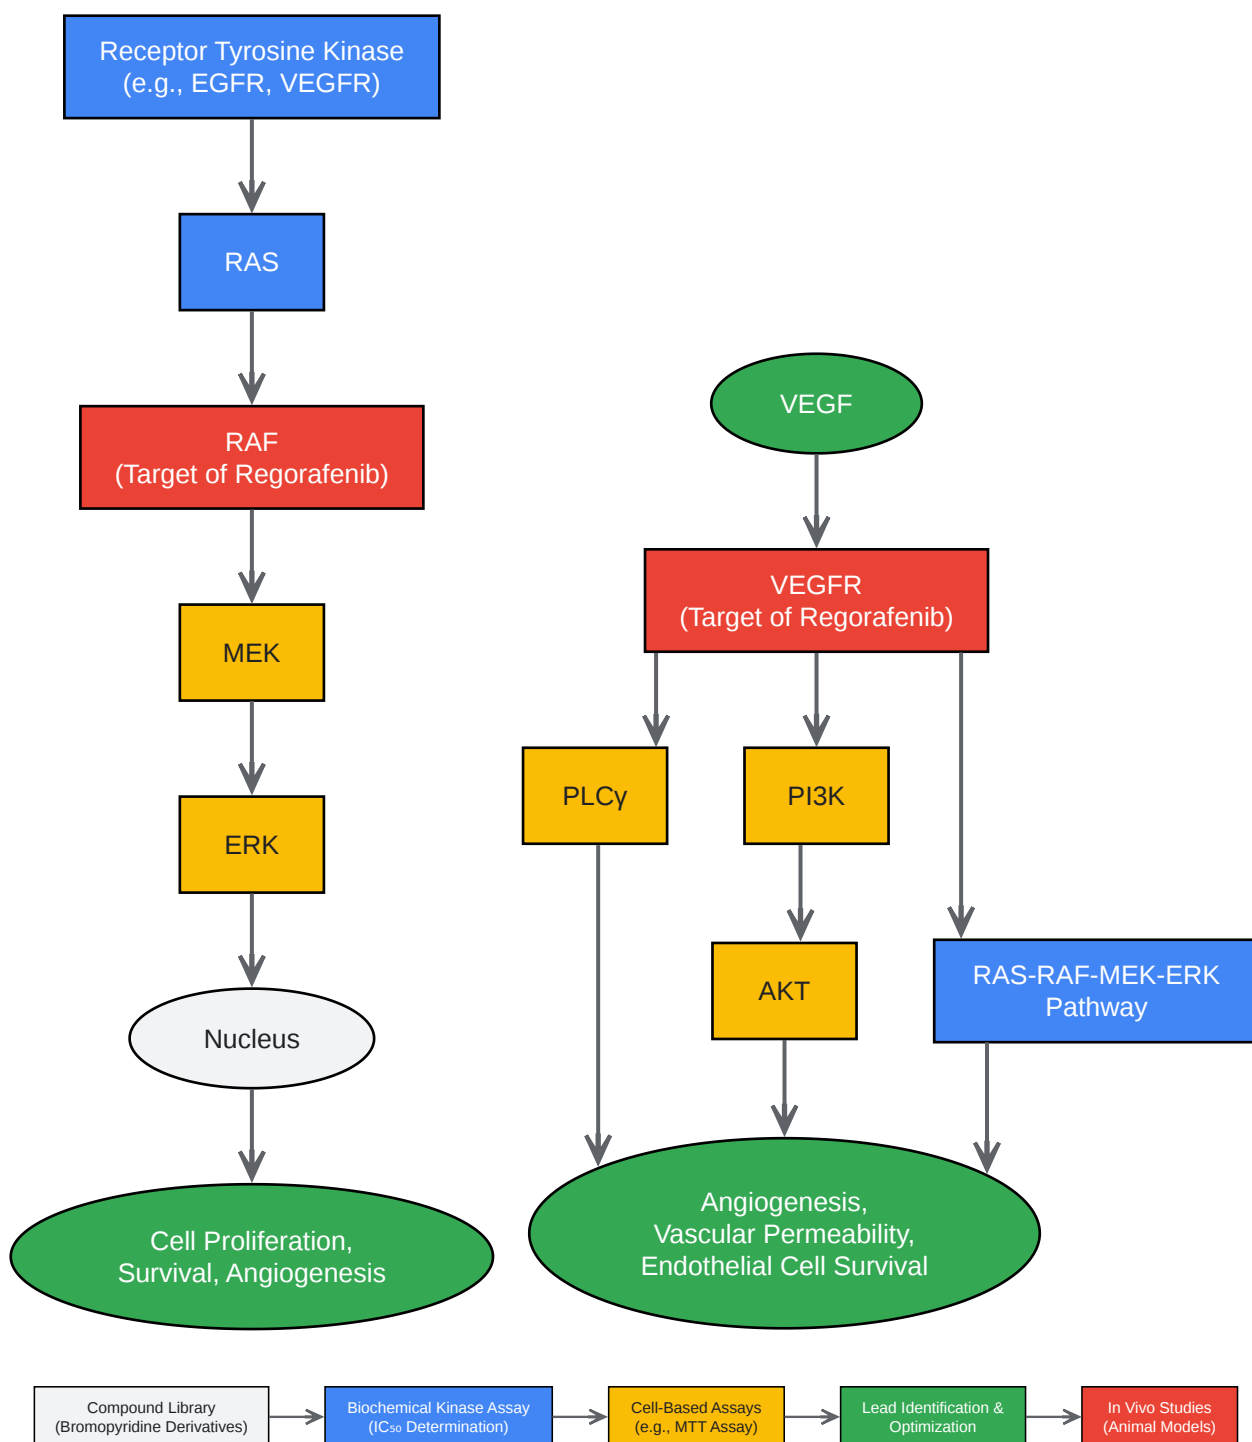 Receptor Tyrosine Kinase
(e.g., EGFR, VEGFR)
RAS
RAF
(Target of Regorafenib)
MEK
ERK
Nucleus
Cell Proliferation,
Survival, Angiogenesis
VEGF
VEGFR
(Target of Regorafenib)
PLCγ
PI3K
AKT
RAS-RAF-MEK-ERK
Pathway
Angiogenesis,
Vascular Permeability,
Endothelial Cell Survival
Compound Library
(Bromopyridine Derivatives)
Biochemical Kinase Assay
(IC₅₀ Determination)
Cell-Based Assays
(e.g., MTT Assay)
Lead Identification &
Optimization
In Vivo Studies
(Animal Models)